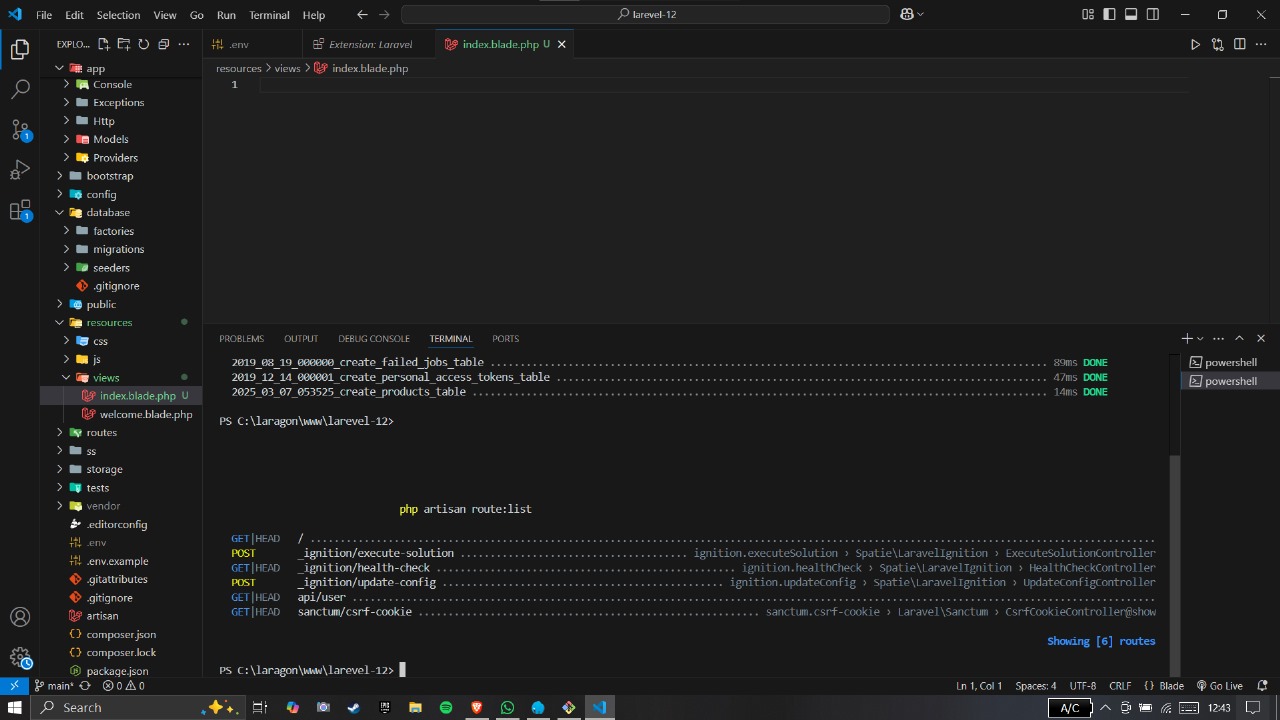 File Edit Selection View Go Run Terminal Help larevel-12
EXPLO...
.env Extension: Laravel index.blade.php U
resources > views > index.blade.php
1
app
Console
Exceptions
Http
Models
Providers
bootstrap
config
database
factories
migrations
seeders
.gitignore
public
resources
css
js
views
index.blade.php U
welcome.blade.php
routes
ss
storage
tests
vendor
.editorconfig
.env
.env.example
.gitattributes
.gitignore
artisan
composer.json
composer.lock
package.json
PROBLEMS OUTPUT DEBUG CONSOLE TERMINAL PORTS
powershell
powershell
2019_08_19_000000_create_failed_jobs_table ........ 89ms DONE
2019_12_14_000001_create_personal_access_tokens_table ........ 47ms DONE
2025_03_07_053525_create_products_table ........ 14ms DONE
PS C:\laragon\www\larevel-12>
php artisan route:list
GET|HEAD / ........
POST _ignition/execute-solution ........ ignition.executeSolution › Spatie\LaravelIgnition › ExecuteSolutionController
GET|HEAD _ignition/health-check ........ ignition.healthCheck › Spatie\LaravelIgnition › HealthCheckController
POST _ignition/update-config ........ ignition.updateConfig › Spatie\LaravelIgnition › UpdateConfigController
GET|HEAD api/user ........
GET|HEAD sanctum/csrf-cookie ........ sanctum.csrf-cookie › Laravel\Sanctum › CsrfCookieController@show
Showing [6] routes
PS C:\laragon\www\larevel-12>
1
1
main* 0 0 Ln 1, Col 1 Spaces: 4 UTF-8 CRLF { } Blade Go Live
Search A/C 12:43